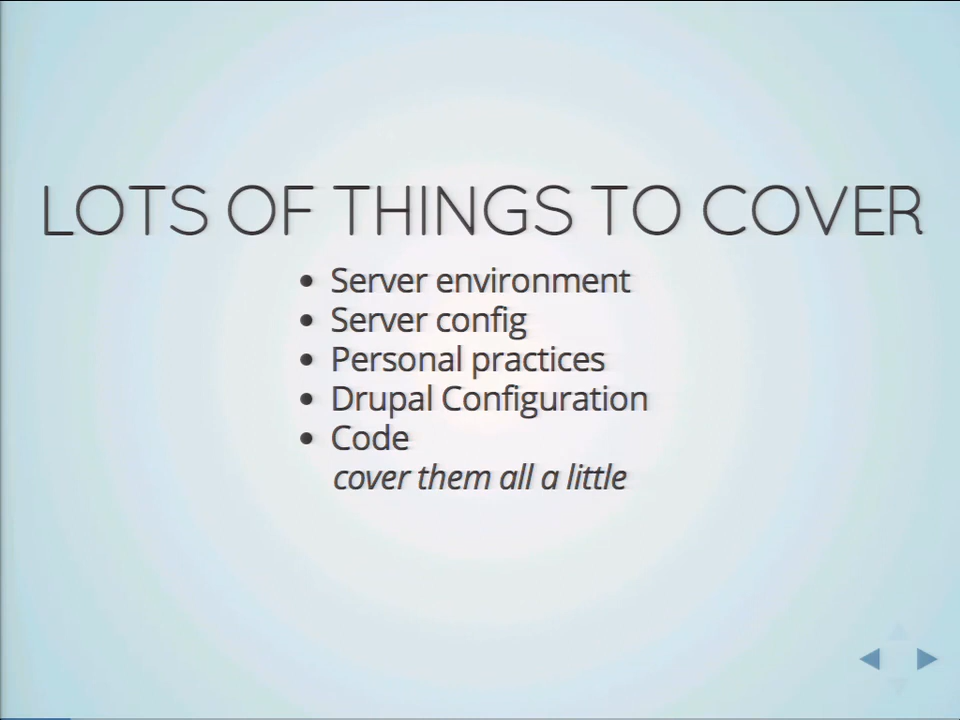 LOTS OF THINGS TO COVER
Server environment
Server config
Personal practices
Drupal Configuration
Code
cover them all a little